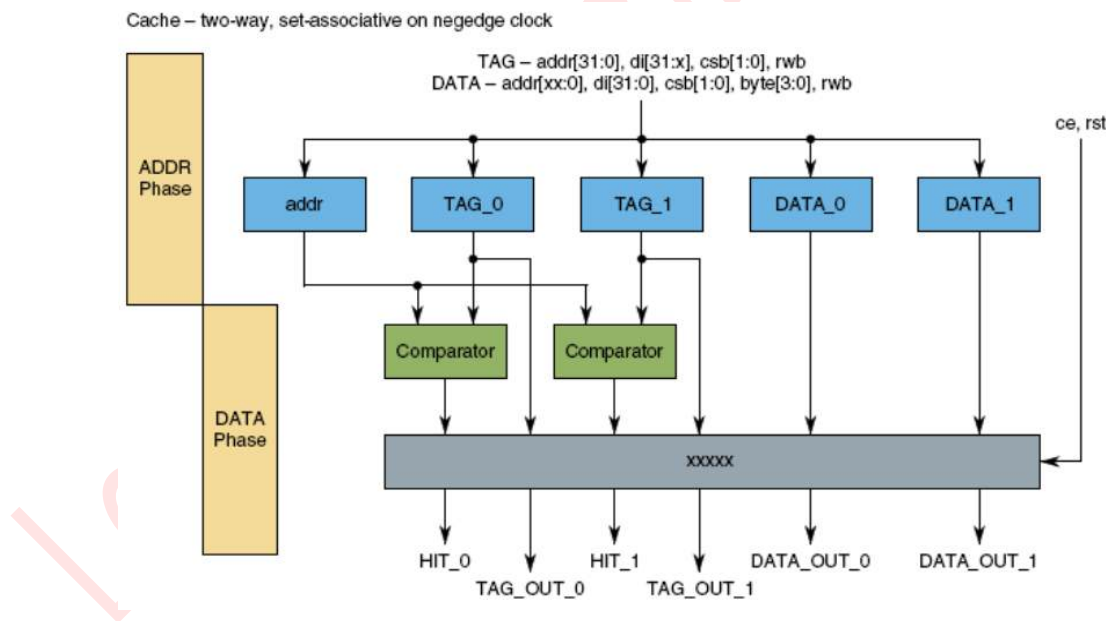 Cache – two-way, set-associative on negedge clock
TAG – addr[31:0], di[31:x], csb[1:0], rwb
DATA – addr[xx:0], di[31:0], csb[1:0], byte[3:0], rwb
ce, rst
ADDR
Phase
addr
TAG_0
TAG_1
DATA_0
DATA_1
Comparator
Comparator
DATA
Phase
xxxxx
HIT_0
HIT_1
DATA_OUT_0
DATA_OUT_1
TAG_OUT_0
TAG_OUT_1